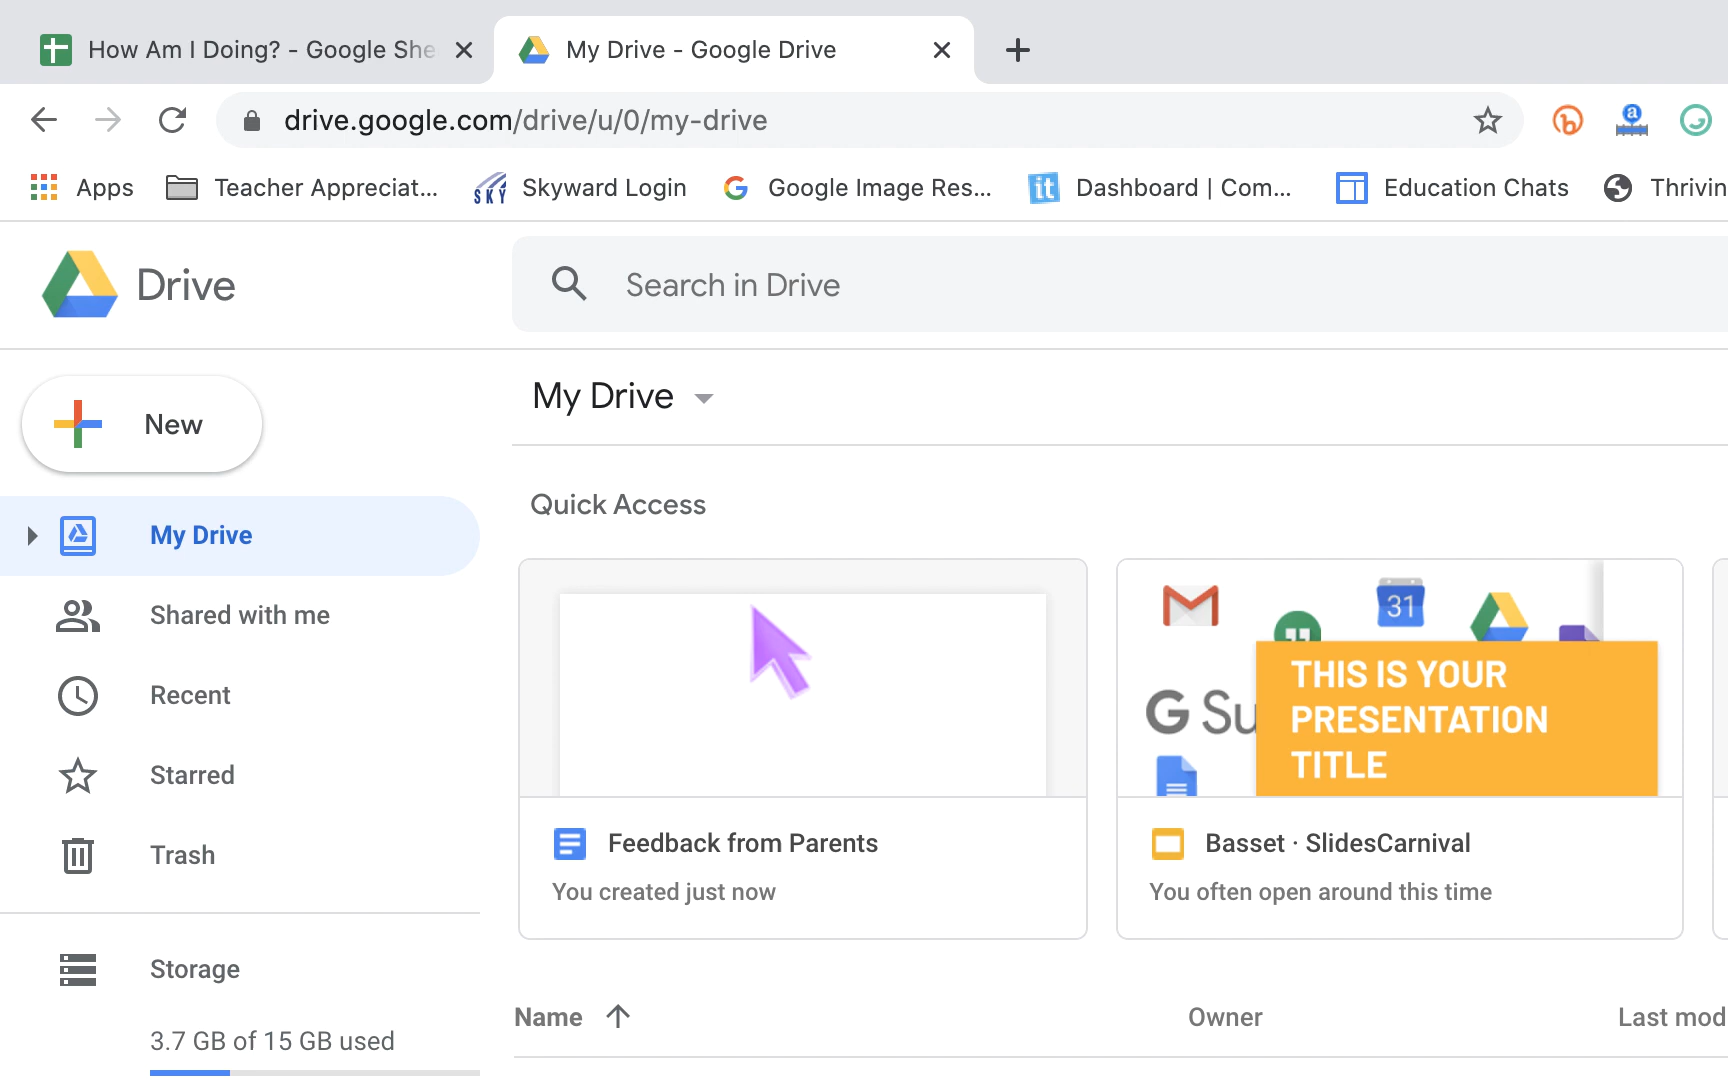 How Am I Doing? - Google She
My Drive - Google Drive
drive.google.com/drive/u/0/my-drive
a
Apps
Teacher Appreciat...
SKY
Skyward Login
Google Image Res...
it
Dashboard | Com...
Education Chats
Thrivin
Drive
Search in Drive
New
My Drive
Quick Access
My Drive
Shared with me
Recent
Starred
Trash
31
G Su
THIS IS YOUR
PRESENTATION
TITLE
Feedback from Parents
You created just now
Basset · SlidesCarnival
You often open around this time
Storage
3.7 GB of 15 GB used
Name
Owner
Last mod